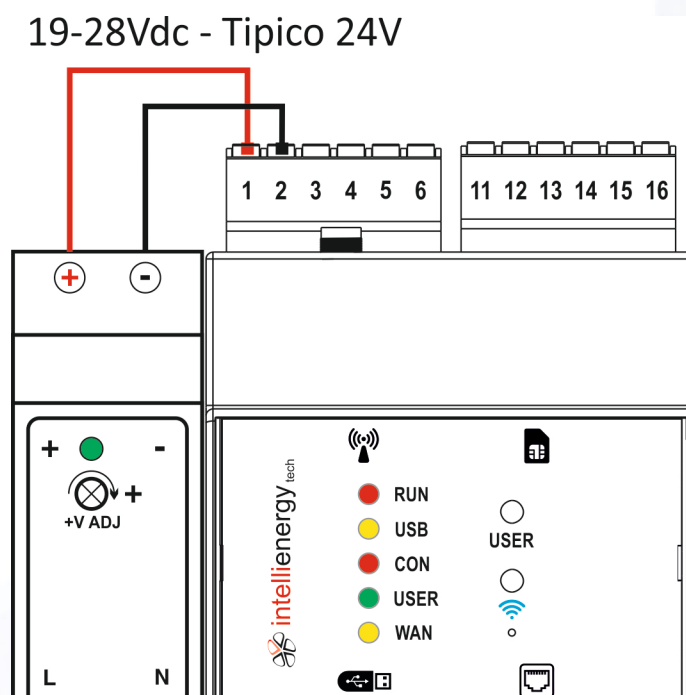 19-28Vdc - Tipico 24V
1 2 3 4 5 6
11 12 13 14 15 16
+ -
+ -
+
+V ADJ
L N
intellienergy tech
RUN
USB
CON
USER
WAN
USER